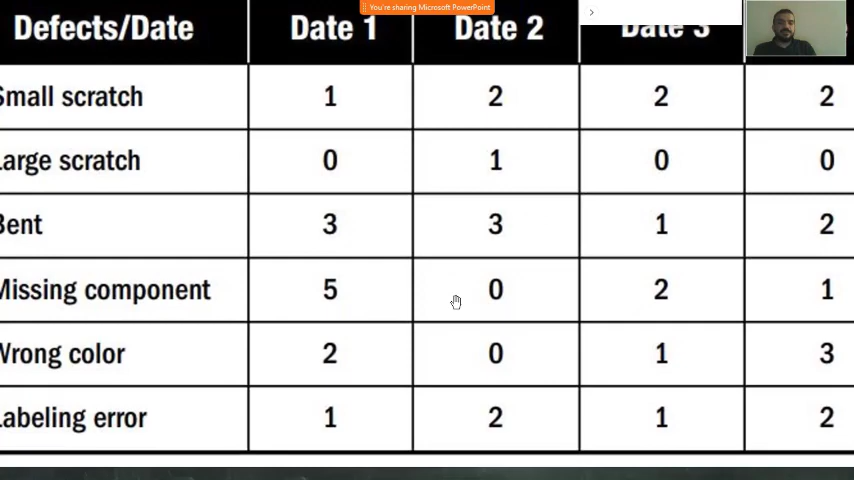 You're sharing Microsoft PowerPoint
Defects/Date Date 1 Date 2 Date 3
Small scratch 1 2 2 2
Large scratch 0 1 0 0
Bent 3 3 1 2
Missing component 5 0 2 1
Wrong color 2 0 1 3
Labeling error 1 2 1 2